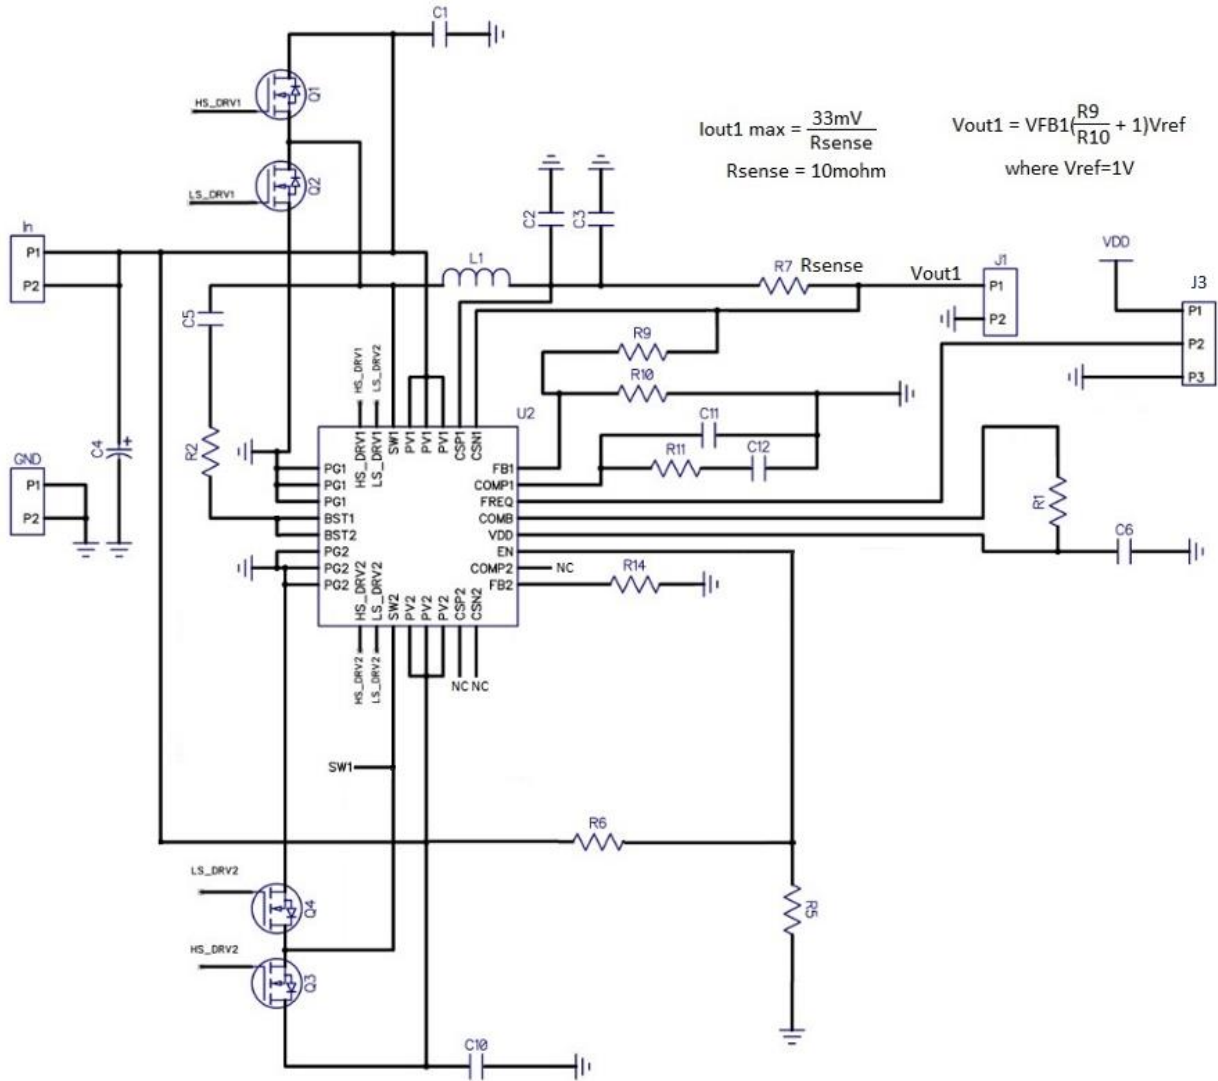 C1
Q1
HS_DRV1
Iout1 max = 33mV / Rsense
Vout1 = VFB1(R9/R10 + 1)Vref
Rsense = 10mohm
where Vref=1V
Q2
LS_DRV1
C2
C3
In
P1
P2
L1
R7
Rsense
Vout1
J1
P1
P2
VDD
J3
P1
P2
P3
C5
R9
R10
HS_DRV1
LS_DRV2
U2
C11
R11
C12
R2
C4
GND
P1
P2
HS_DRV1
LS_DRV1
SW1
PV1
PV1
PV1
CSP1
CSN1
PG1
PG1
PG1
BST1
BST2
PG2
PG2
PG2
FB1
COMP1
FREQ
COMB
VDD
EN
COMP2
FB2
NC
R14
R1
C6
HS_DRV2
LS_DRV2
SW2
PV2
PV2
PV2
CSP2
CSN2
HS_DRV2
LS_DRV2
NC
NC
SW1
R6
R5
LS_DRV2
Q4
HS_DRV2
Q3
C10